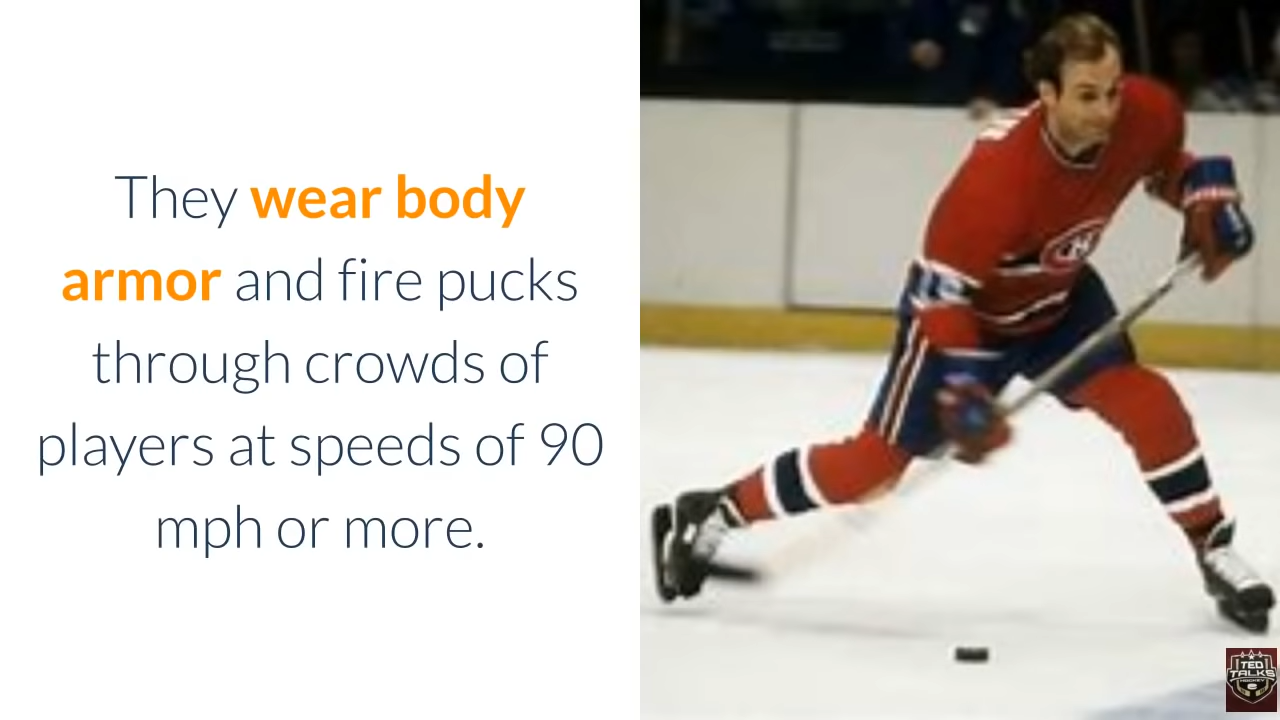 They wear body
armor and fire pucks
through crowds of
players at speeds of 90
mph or more.
TED
TALKS
HOCKEY